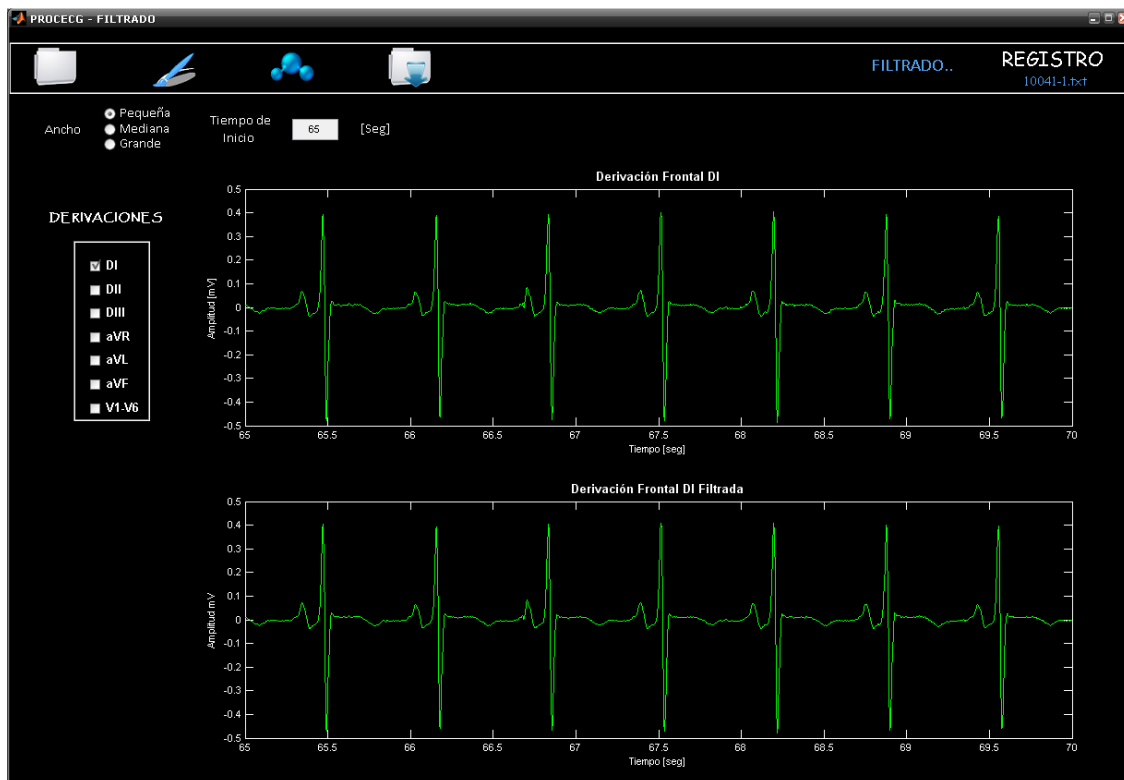 PROCECG - FILTRADO
FILTRADO..
REGISTRO
10041-1.txt
Ancho
Pequeña
Mediana
Grande
Tiempo de
Inicio
65
[Seg]
DERIVACIONES
DI
DII
DIII
aVR
aVL
aVF
V1-V6
Derivación Frontal DI
Amplitud [mV]
0.5
0.4
0.3
0.2
0.1
0
-0.1
-0.2
-0.3
-0.4
-0.5
65 65.5 66 66.5 67 67.5 68 68.5 69 69.5 70
Tiempo [seg]
Derivación Frontal DI Filtrada
Amplitud mV
0.5
0.4
0.3
0.2
0.1
0
-0.1
-0.2
-0.3
-0.4
-0.5
65 65.5 66 66.5 67 67.5 68 68.5 69 69.5 70
Tiempo [seg]